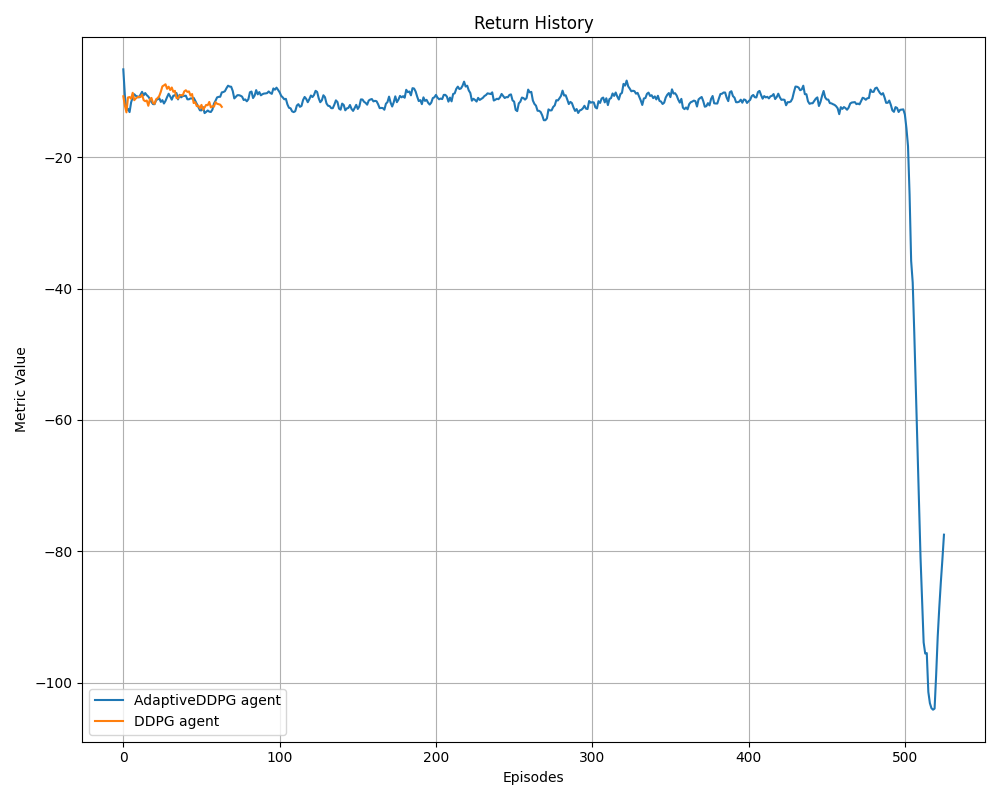 Return History
Metric Value
−20
−40
−60
−80
−100
AdaptiveDDPG agent
DDPG agent
0 100 200 300 400 500
Episodes